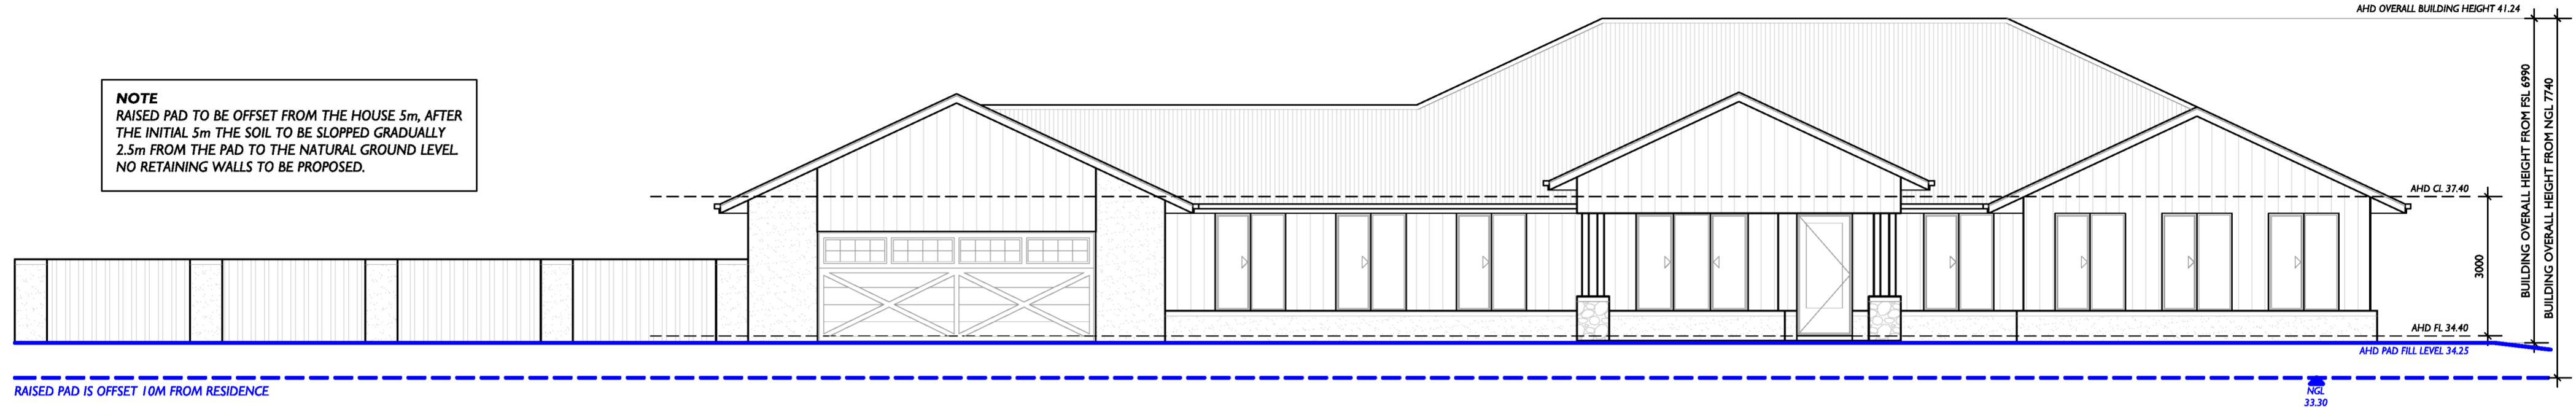 AHD OVERALL BUILDING HEIGHT 41.24
NOTE
RAISED PAD TO BE OFFSET FROM THE HOUSE 5m, AFTER
THE INITIAL 5m THE SOIL TO BE SLOPPED GRADUALLY
2.5m FROM THE PAD TO THE NATURAL GROUND LEVEL.
NO RETAINING WALLS TO BE PROPOSED.
BUILDING OVERALL HEIGHT FROM FSL 6990
BUILDING OVERALL HEIGHT FROM NGL 7740
AHD CL 37.40
3000
AHD FL 34.40
AHD PAD FILL LEVEL 34.25
RAISED PAD IS OFFSET 10M FROM RESIDENCE
NGL
33.30